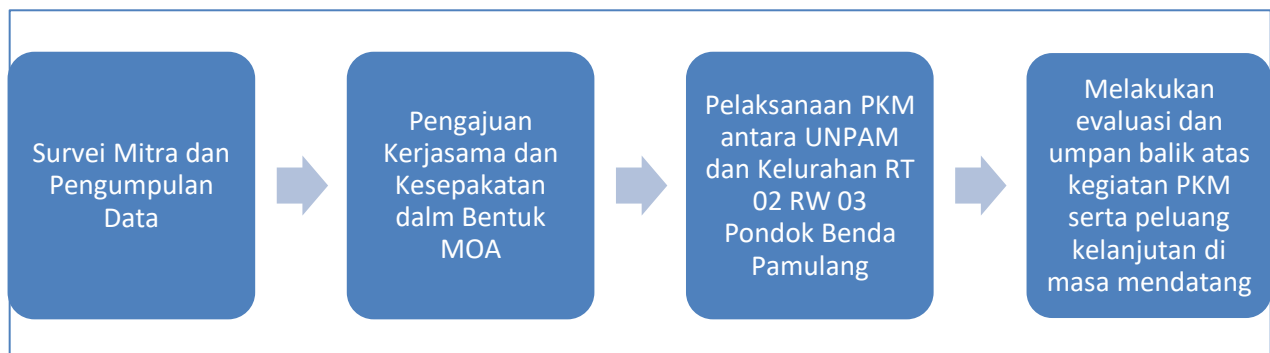 Survei Mitra dan
Pengumpulan
Data
Pengajuan
Kerjasama dan
Kesepakatan
dalm Bentuk
MOA
Pelaksanaan PKM
antara UNPAM
dan Kelurahan RT
02 RW 03
Pondok Benda
Pamulang
Melakukan
evaluasi dan
umpan balik atas
kegiatan PKM
serta peluang
kelanjutan di
masa mendatang